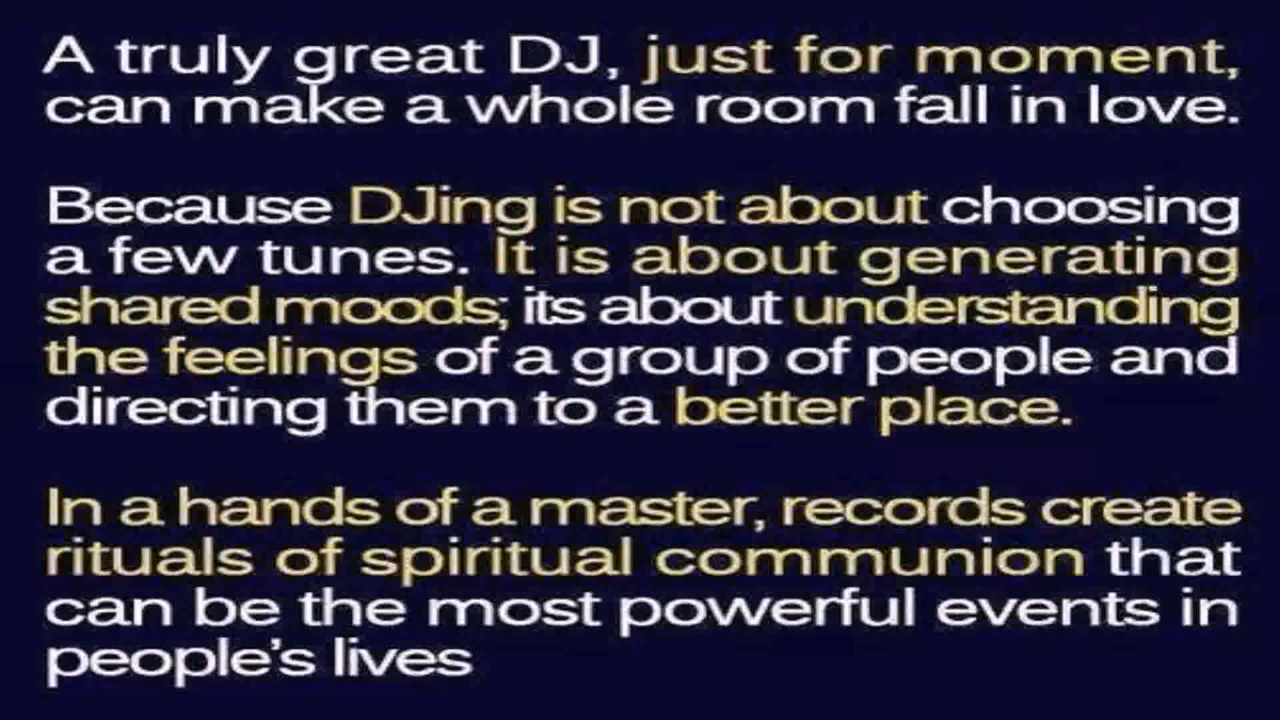 A truly great DJ, just for moment,
can make a whole room fall in love.
Because DJing is not about choosing
a few tunes. It is about generating
shared moods; its about understanding
the feelings of a group of people and
directing them to a better place.
In a hands of a master, records create
rituals of spiritual communion that
can be the most powerful events in
people's lives